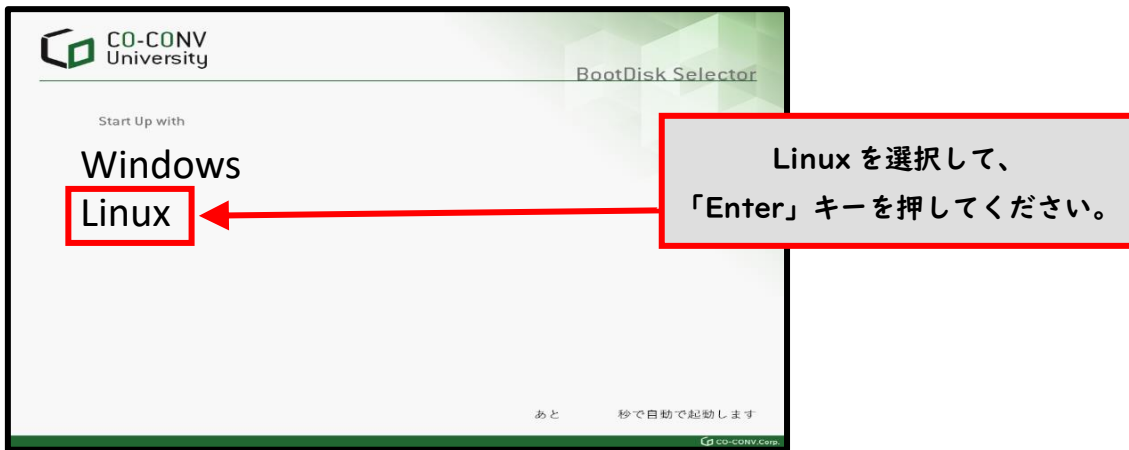 CO-CONV
University
BootDisk Selector
Start Up with
Windows
Linux
Linux を選択して、
「Enter」キーを押してください。
あと 秒で自動で起動します
CO-CONV,Corp.